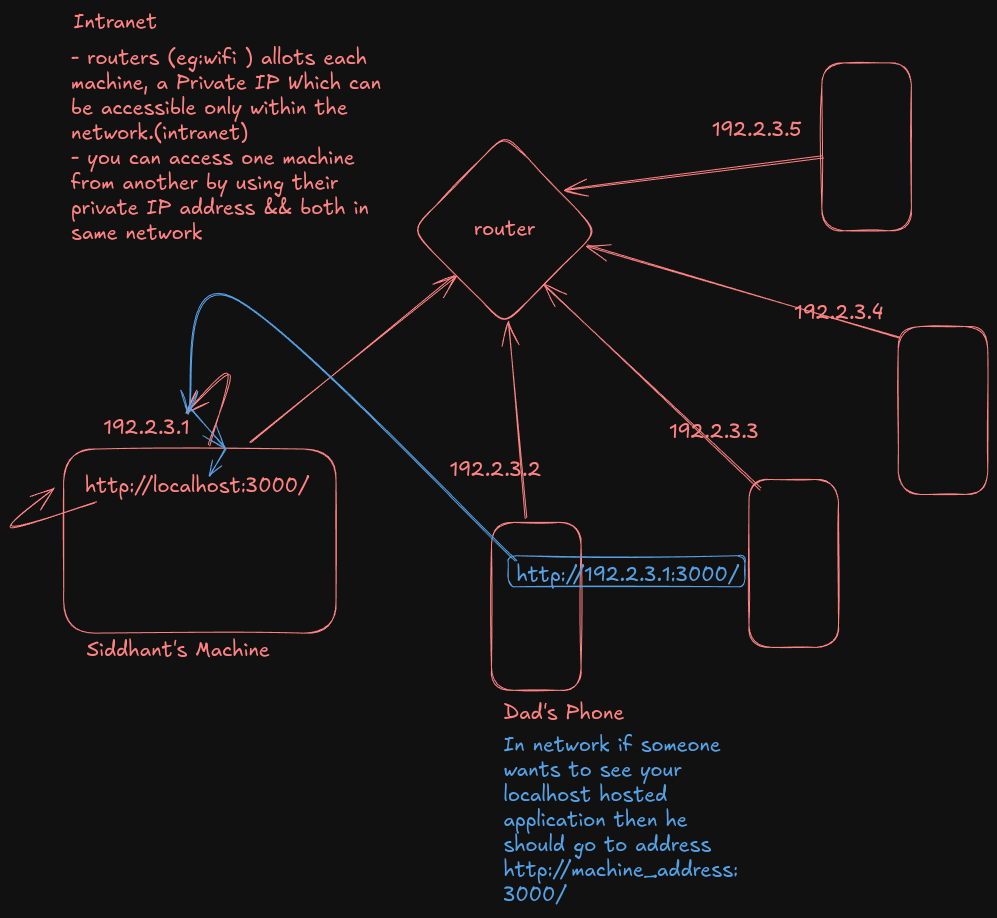 Intranet
- routers (eg:wifi ) allots each
machine, a Private IP Which can
be accessible only within the
network.(intranet)
- you can access one machine
from another by using their
private IP address && both in
same network
192.2.3.5
router
192.2.3.4
192.2.3.1
192.2.3.3
192.2.3.2
http://localhost:3000/
http://192.2.3.1:3000/
Siddhant's Machine
Dad's Phone
In network if someone
wants to see your
localhost hosted
application then he
should go to address
http://machine_address:
3000/